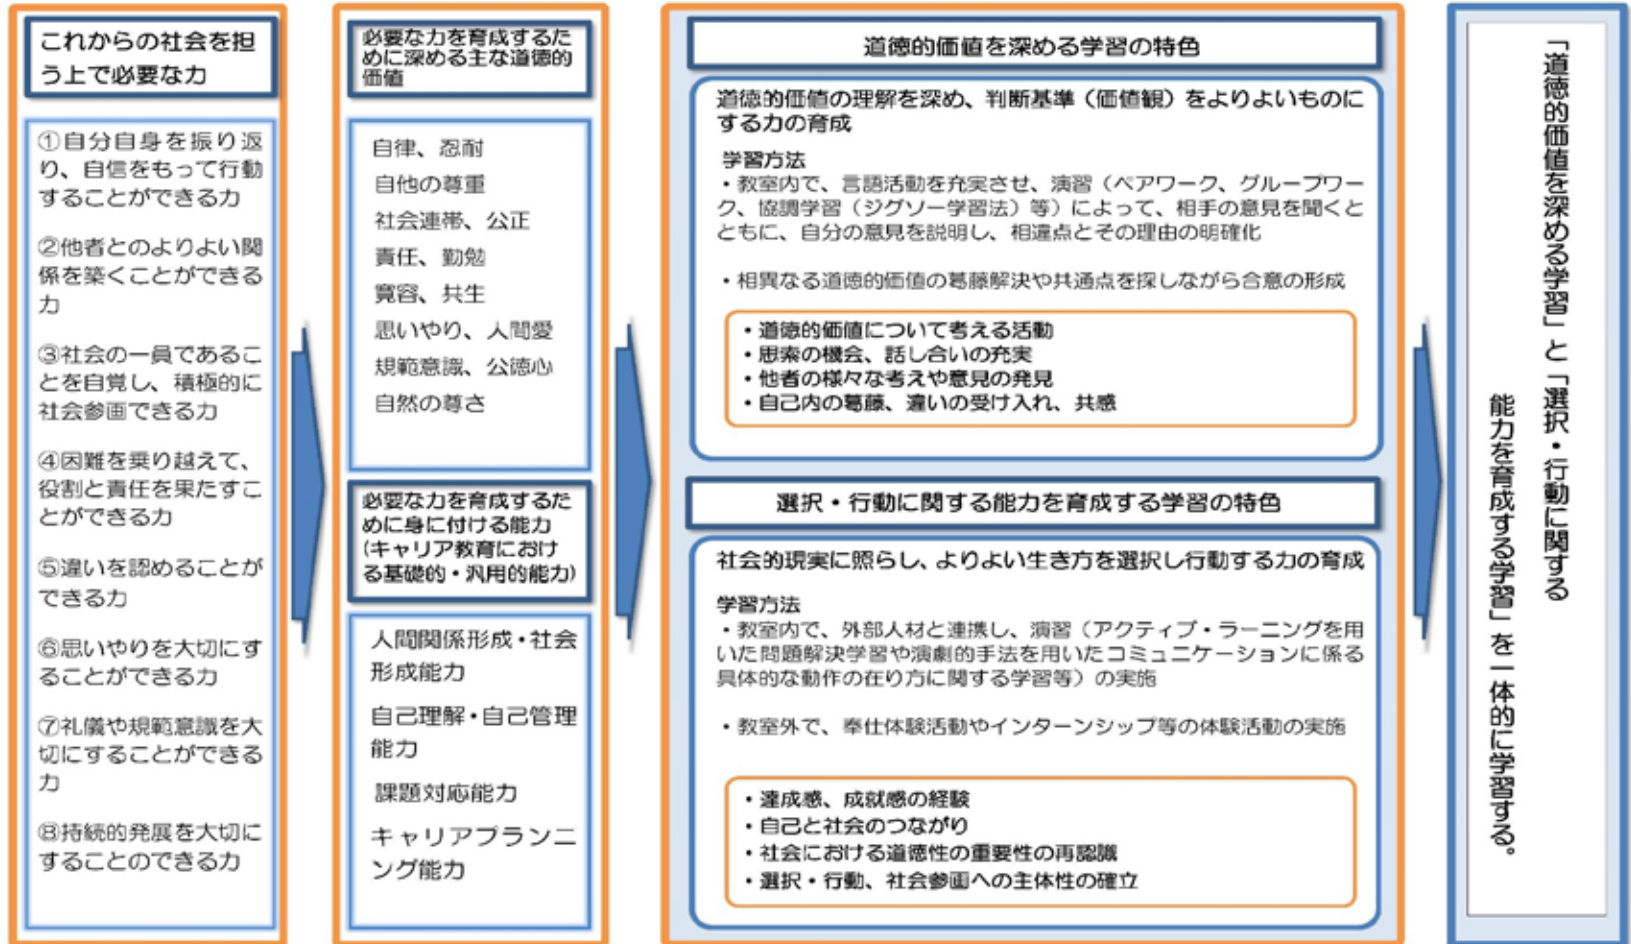 これからの社会を担
う上で必要な力
①自分自身を振り返
り、自信をもって行動
することができる力
②他者とのよりよい関
係を築くことができる
力
③社会の一員であるこ
とを自覚し、積極的に
社会参画できる力
④困難を乗り越えて、
役割と責任を果たすこ
とができる力
⑤違いを認めることが
できる力
⑥思いやりを大切にす
ることができる力
⑦礼儀や規範意識を大
切にすることができる
力
⑧持続的発展を大切に
することのできる力
必要な力を育成するた
めに深める主な道徳的
価値
自律、忍耐
自他の尊重
社会連帯、公正
責任、勤勉
寛容、共生
思いやり、人間愛
規範意識、公徳心
自然の尊さ
必要な力を育成するた
めに身に付ける能力
(キャリア教育におけ
る基礎的・汎用的能力)
人間関係形成・社会
形成能力
自己理解・自己管理
能力
課題対応能力
キャリアプランニ
ング能力
道徳的価値を深める学習の特色
道徳的価値の理解を深め、判断基準（価値観）をよりよいものに
する力の育成
学習方法
・教室内で、言語活動を充実させ、演習（ペアワーク、グループワー
ク、協調学習（ジグソー学習法）等）によって、相手の意見を聞くと
ともに、自分の意見を説明し、相違点とその理由の明確化
・相異なる道徳的価値の葛藤解決や共通点を探しながら合意の形成
・道徳的価値について考える活動
・思索の機会、話し合いの充実
・他者の様々な考えや意見の発見
・自己内の葛藤、違いの受け入れ、共感
選択・行動に関する能力を育成する学習の特色
社会的現実に照らし、よりよい生き方を選択し行動する力の育成
学習方法
・教室内で、外部人材と連携し、演習（アクティブ・ラーニングを用
いた問題解決学習や演劇的手法を用いたコミュニケーションに係る
具体的な動作の在り方に関する学習等）の実施
・教室外で、奉仕体験活動やインターンシップ等の体験活動の実施
・達成感、成就感の経験
・自己と社会のつながり
・社会における道徳性の重要性の再認識
・選択・行動、社会参画への主体性の確立
「道徳的価値を深める学習」と「選択・行動に関する
能力を育成する学習」を一体的に学習する。